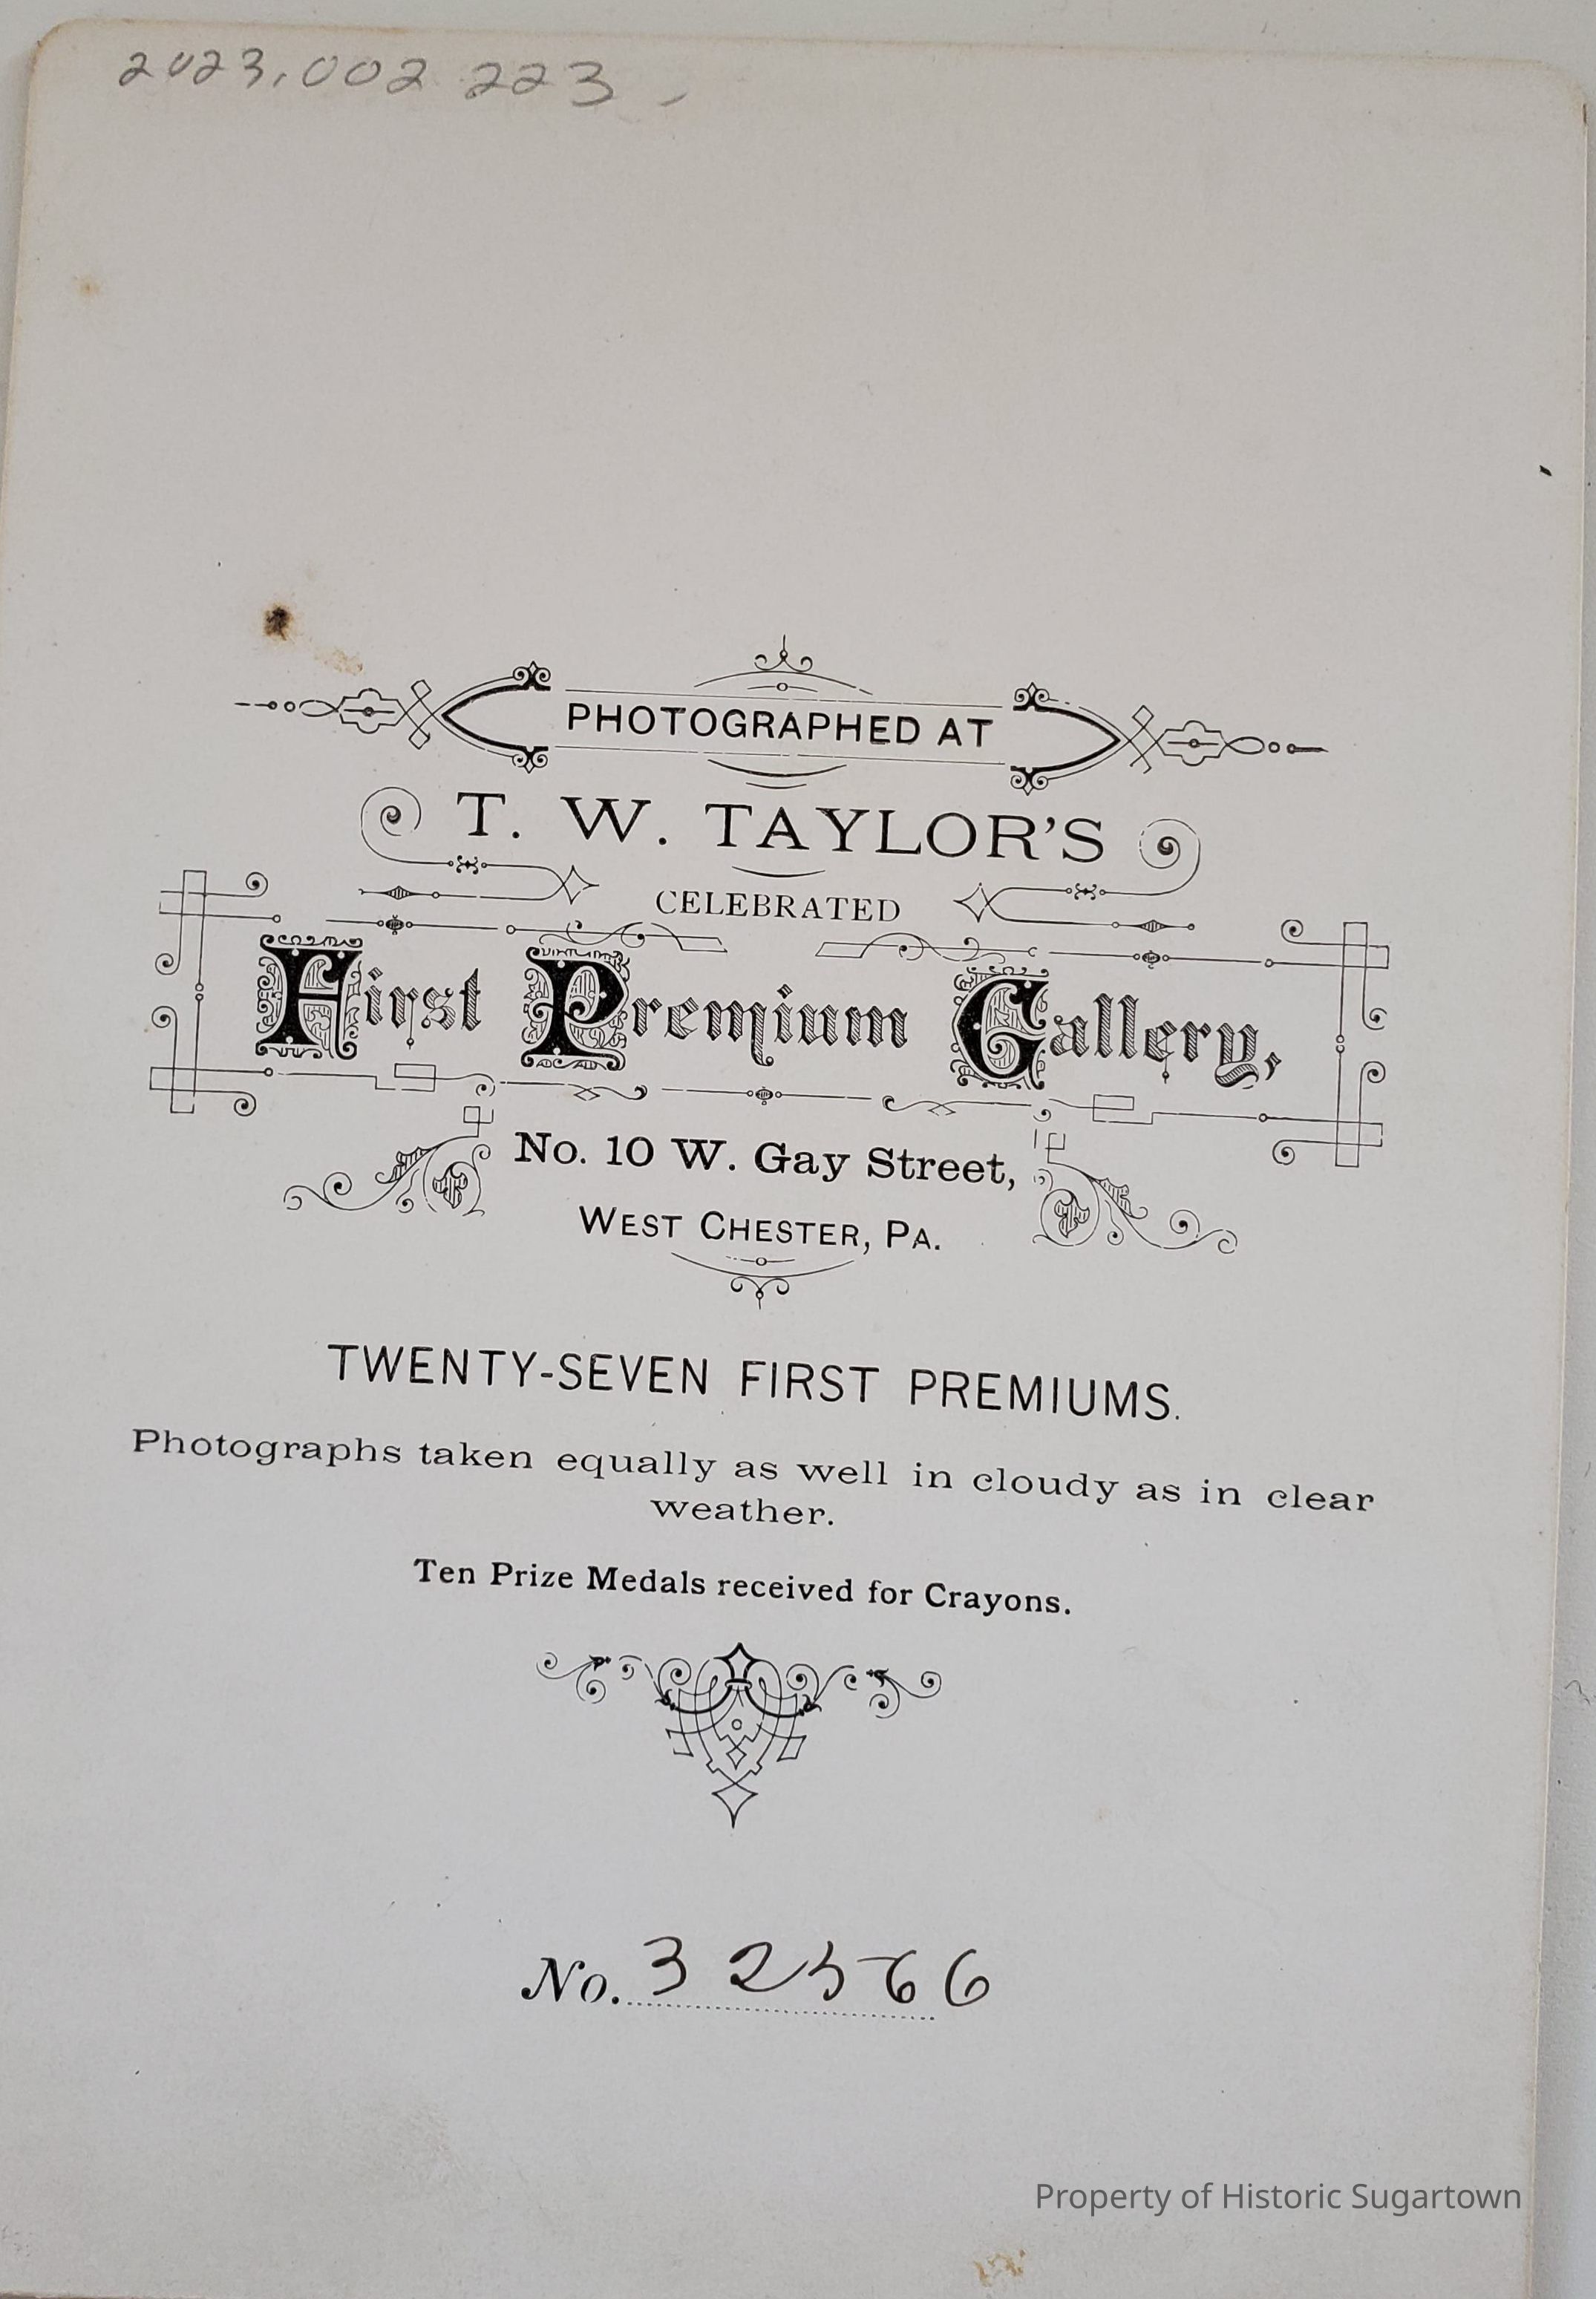 2023.002.223
PHOTOGRAPHED AT
T. W. TAYLOR'S
CELEBRATED
First Premium Gallery,
No. 10 W. Gay Street,
WEST CHESTER, PA.
TWENTY-SEVEN FIRST PREMIUMS.
Photographs taken equally as well in cloudy as in clear
weather.
Ten Prize Medals received for Crayons.
No. 32566
Property of Historic Sugartown